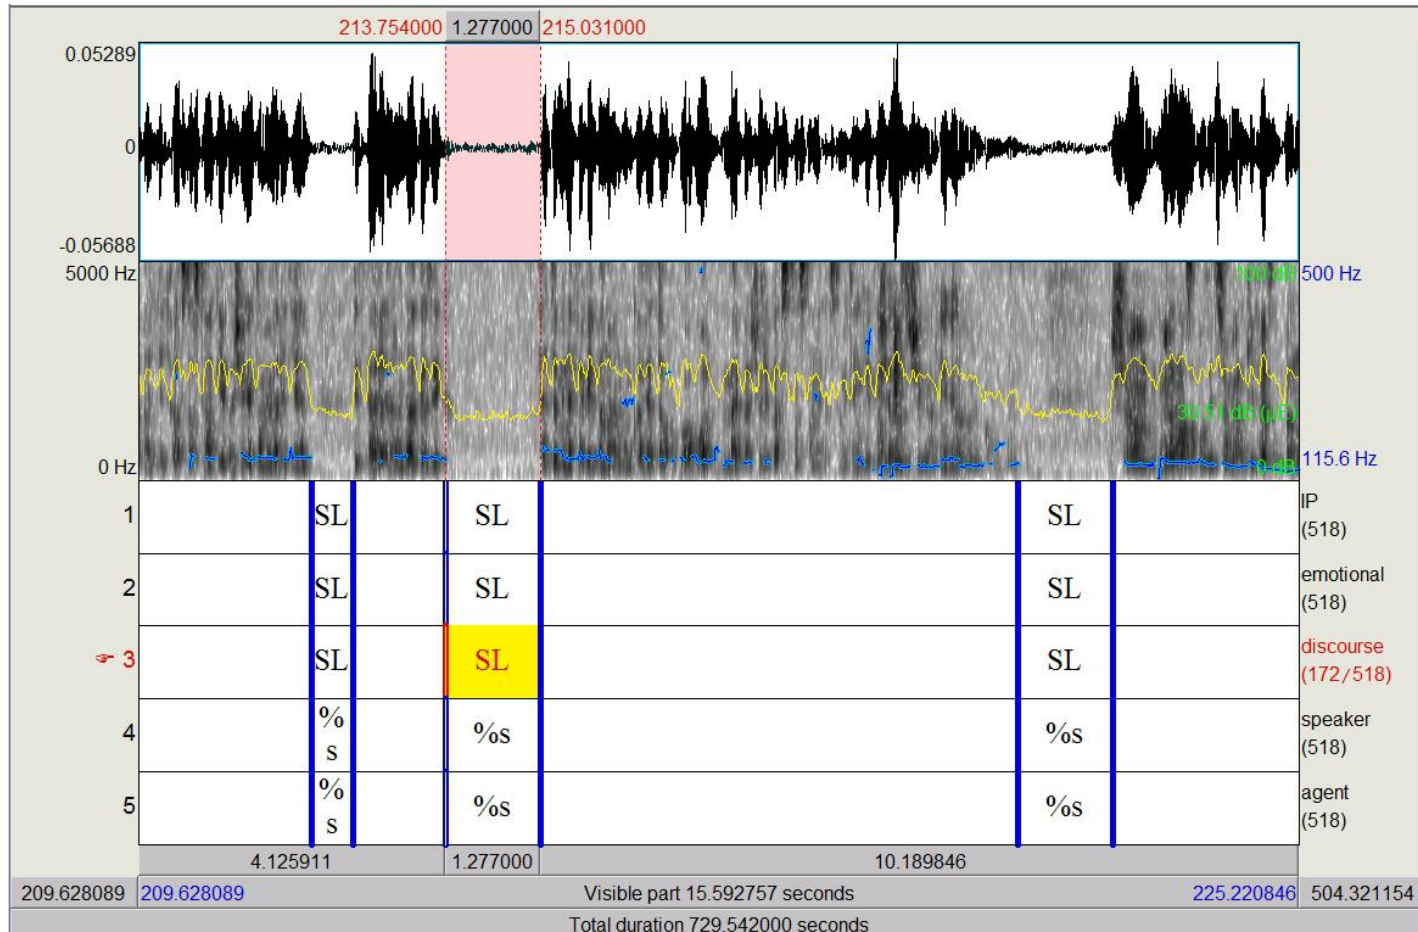 213.754000 1.277000 215.031000
0.05289
0
-0.05688
5000 Hz
100 dB
500 Hz
30.51 dB (µE)
0 Hz
0 dB
115.6 Hz
1 SL SL SL IP (518)
2 SL SL SL emotional (518)
☞ 3 SL SL SL discourse (172/518)
4 %s %s %s speaker (518)
5 %s %s %s agent (518)
4.125911 1.277000 10.189846
209.628089 209.628089 Visible part 15.592757 seconds 225.220846 504.321154
Total duration 729.542000 seconds